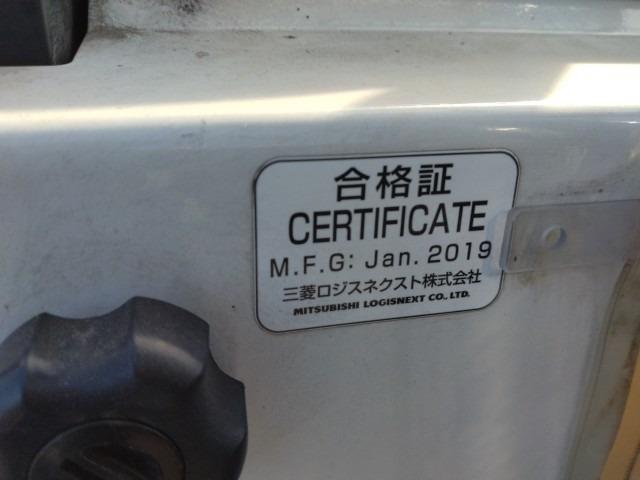 合格証
CERTIFICATE
M.F.G: Jan. 2019
三菱ロジスネクスト株式会社
MITSUBISHI LOGISNEXT CO., LTD.